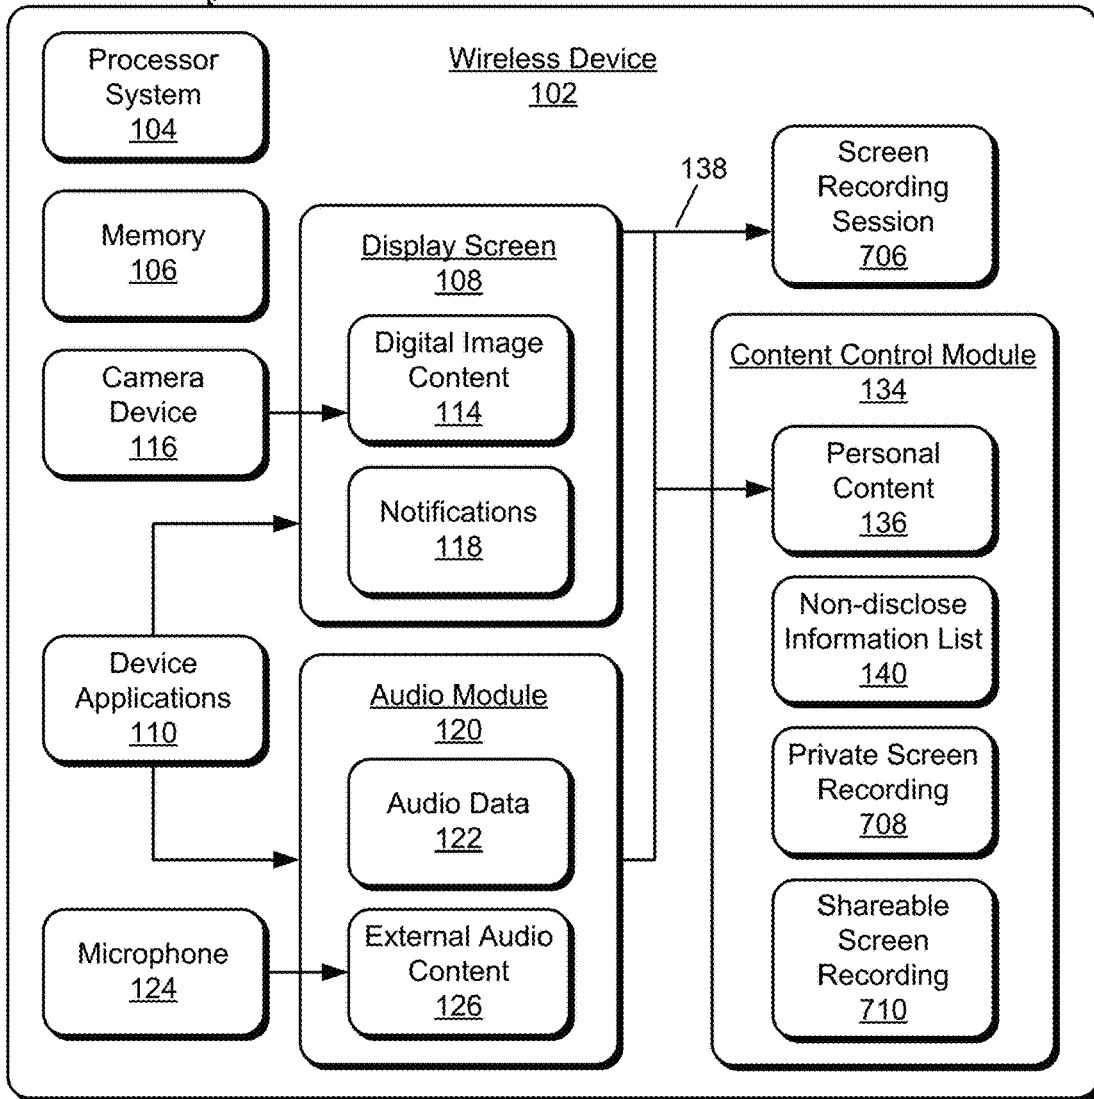 Processor
System
104
Wireless Device
102
Memory
106
Camera
Device
116
Device
Applications
110
Microphone
124
Display Screen
108
Digital Image
Content
114
Notifications
118
Audio Module
120
Audio Data
122
External Audio
Content
126
138
Screen
Recording
Session
706
Content Control Module
134
Personal
Content
136
Non-disclose
Information List
140
Private Screen
Recording
708
Shareable
Screen
Recording
710